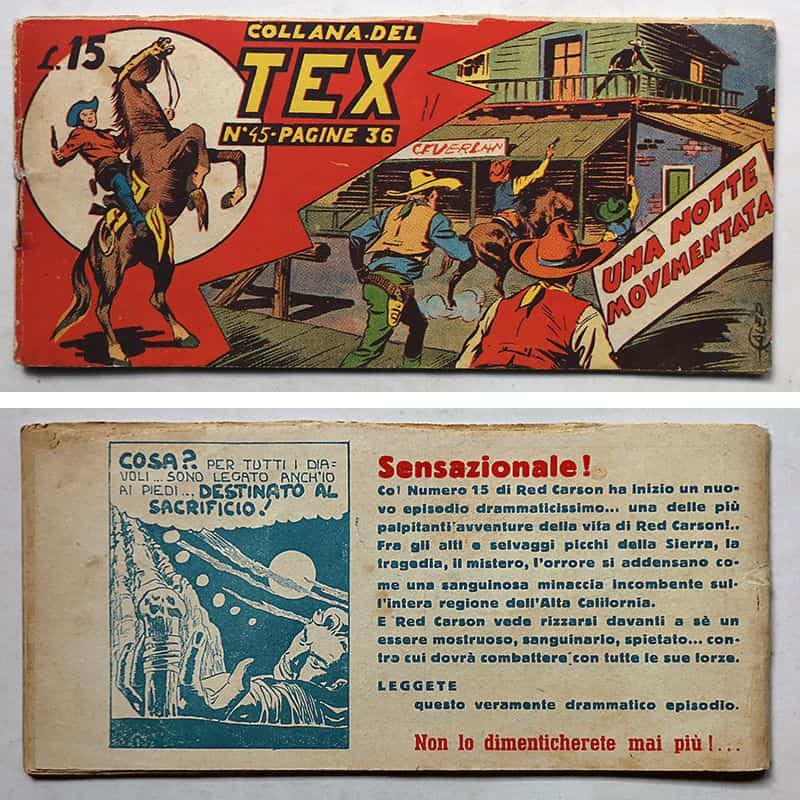 L. 15
COLLANA DEL
TEX
N° 45 - PAGINE 36
CEVERLAN
UNA NOTTE
MOVIMENTATA
COSA?. PER TUTTI I DIA-
VOLI... SONO LEGATO ANCH'IO
AI PIEDI... DESTINATO AL
SACRIFICIO!
Sensazionale!
Col Numero 15 di Red Carson ha inizio un nuo-
vo episodio drammaticissimo... una delle più
palpitanti avventure della vita di Red Carson!..
Fra gli alti e selvaggi picchi della Sierra, la
tragedia, il mistero, l'orrore si addensano co-
me una sanguinosa minaccia incombente sul-
l'intera regione dell'Alta California.
E Red Carson vede rizzarsi davanti a sè un
essere mostruoso, sanguinario, spietato... con-
tro cui dovrà combattere con tutte le sue forze.
LEGGETE
questo veramente drammatico episodio.
Non lo dimenticherete mai più!...